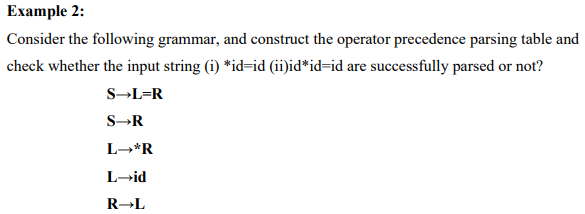 Example 2:
Consider the following grammar, and construct the operator precedence parsing table and
check whether the input string (i) *id=id (ii)id*id=id are successfully parsed or not?
S→L=R
S→R
L→*R
L→id
R→L